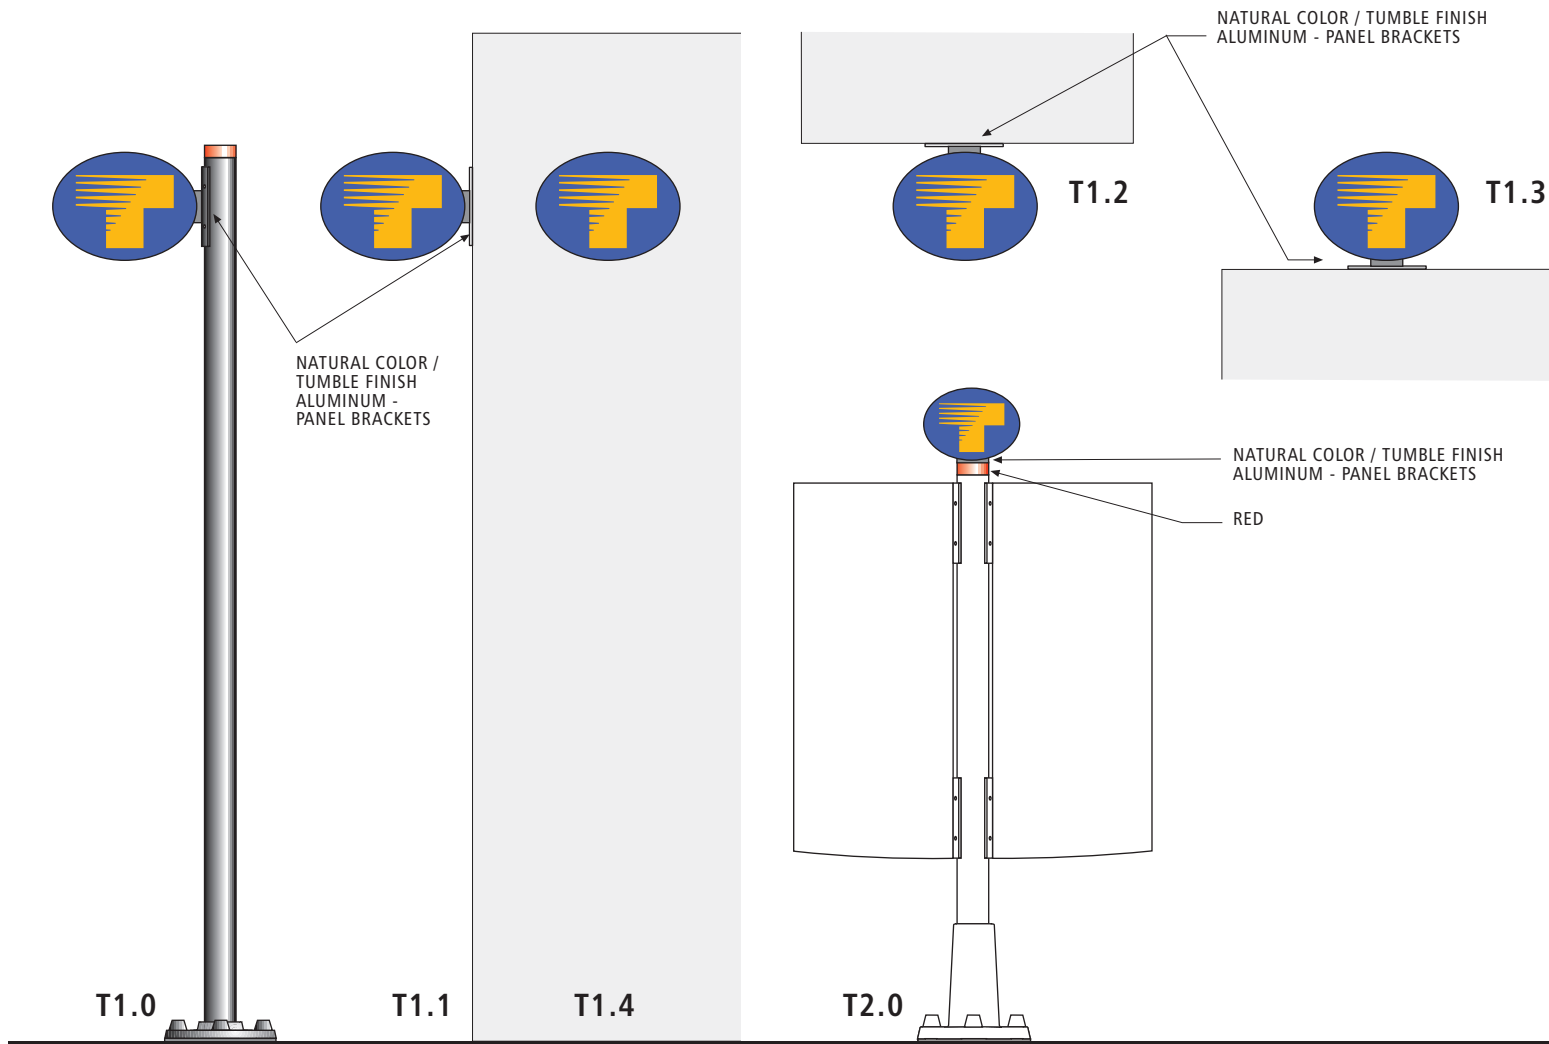 NATURAL COLOR / TUMBLE FINISH
ALUMINUM - PANEL BRACKETS
T1.2
T1.3
NATURAL COLOR /
TUMBLE FINISH
ALUMINUM -
PANEL BRACKETS
NATURAL COLOR / TUMBLE FINISH
ALUMINUM - PANEL BRACKETS
RED
T1.0
T1.1
T1.4
T2.0